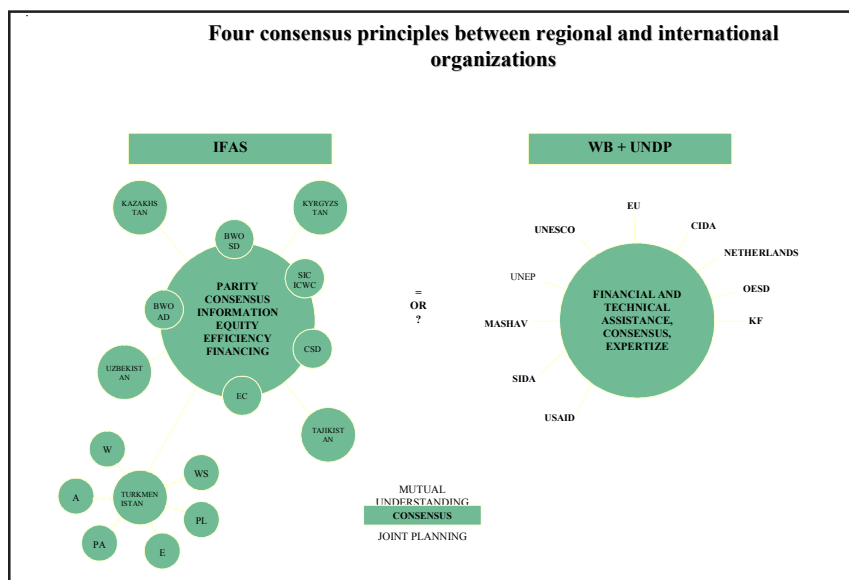 Four consensus principles between regional and international
organizations
IFAS
WB + UNDP
KAZAKHS
TAN
KYRGYZS
TAN
BWO
SD
SIC
ICWC
BWO
AD
PARITY
CONSENSUS
INFORMATION
EQUITY
EFFICIENCY
FINANCING
CSD
EC
UZBEKIST
AN
TAJIKIST
AN
W
WS
A
TURKMEN
ISTAN
PL
PA
E
=
OR
?
EU
UNESCO
CIDA
NETHERLANDS
UNEP
OESD
MASHAV
KF
SIDA
USAID
FINANCIAL AND
TECHNICAL
ASSISTANCE,
CONSENSUS,
EXPERTIZE
MUTUAL
UNDERSTANDING
CONSENSUS
JOINT PLANNING